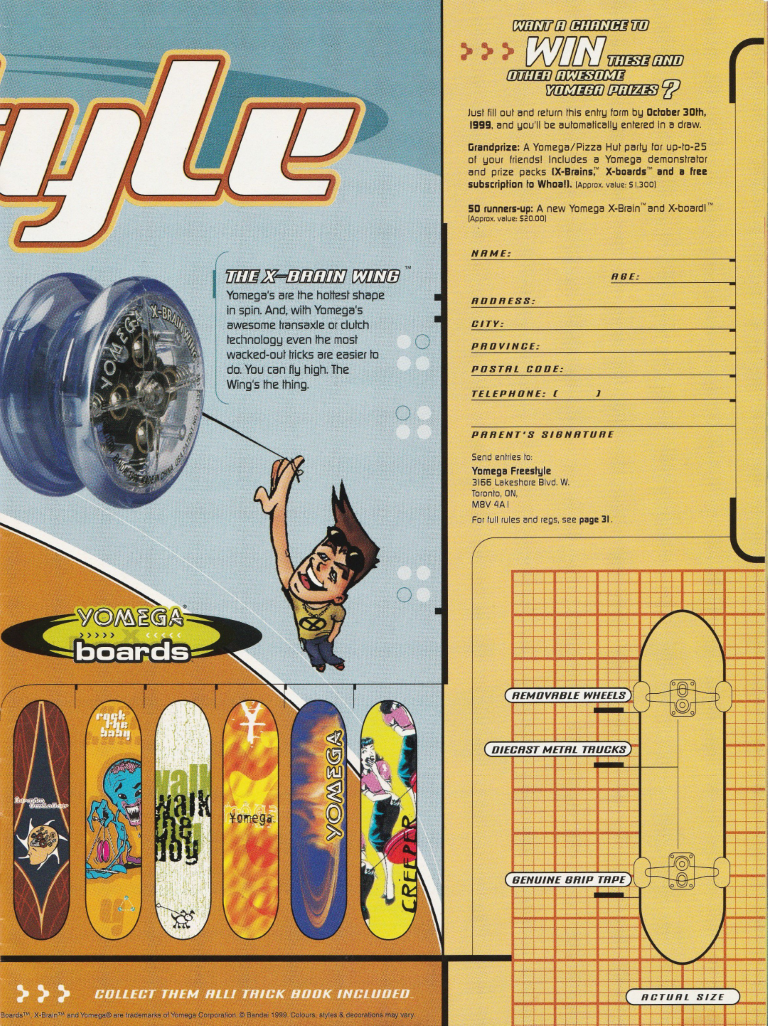 yle
THE X-BRAIN WING™
Yomega's are the hottest shape
in spin. And, with Yomega's
awesome transaxle or clutch
technology even the most
wacked-out tricks are easier to
do. You can fly high. The
Wing's the thing.
YOMEGA X-BRAIN WING
YOMEGA®
boards
rock
the
baby
walk
walk
the
dog
Yomega
YOMEGA
CREEPER
COLLECT THEM ALL! TRICK BOOK INCLUDED.
Boards™, X-Brain™ and Yomega® are trademarks of Yomega Corporation. © Bandai 1999. Colours, styles & decorations may vary.
WANT A CHANCE TO
WIN THESE AND
OTHER AWESOME
YOMEGA PRIZES?
Just fill out and return this entry form by October 30th,
1999, and you'll be automatically entered in a draw.
Grandprize: A Yomega/Pizza Hut party for up-to-25
of your friends! Includes a Yomega demonstrator
and prize packs (X-Brains,™ X-boards™ and a free
subscription to Whoa!). (Approx. value: $1,300)
50 runners-up: A new Yomega X-Brain™ and X-board!™
(Approx. value: $20.00)
NAME:
AGE:
ADDRESS:
CITY:
PROVINCE:
POSTAL CODE:
TELEPHONE: ( )
PARENT'S SIGNATURE
Send entries to:
Yomega Freestyle
3166 Lakeshore Blvd. W.
Toronto, ON,
M8V 4A1
For full rules and regs, see page 31.
REMOVABLE WHEELS
DIECAST METAL TRUCKS
GENUINE GRIP TAPE
ACTUAL SIZE